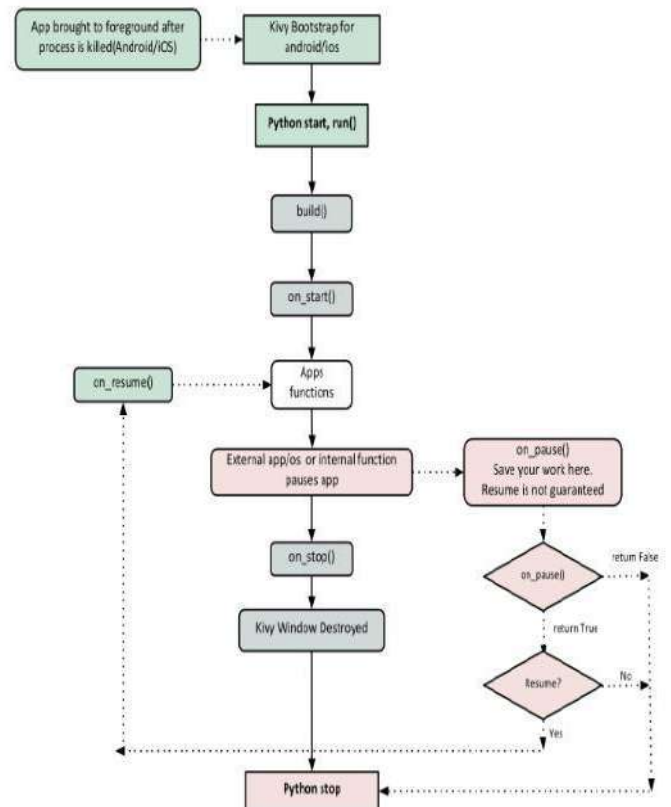 App brought to foreground after
process is killed(Android/iOS)
Kivy Bootstrap for
android/ios
Python start, run()
build()
on_start()
on_resume()
Apps
functions
External app/os or internal function
pauses app
on_pause()
Save your work here.
Resume is not guaranteed
on_stop()
on_pause()
return False
Kivy Window Destroyed
return True
Resume?
No
Yes
Python stop